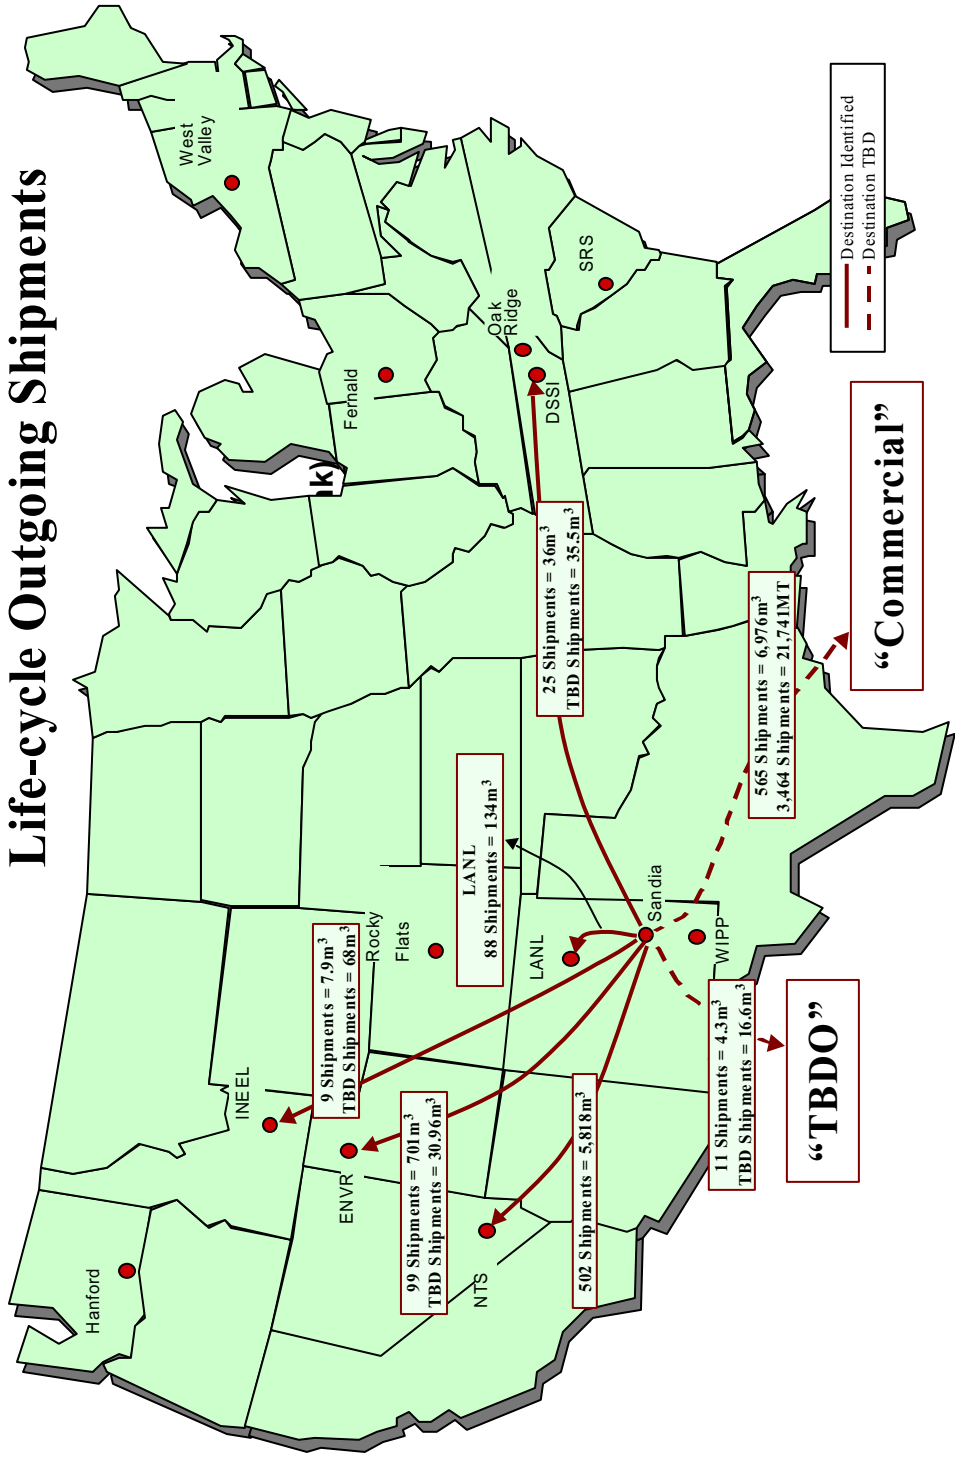 Life-cycle Outgoing Shipments
Hanford
INEEL
ENVR
NTS
Rocky
Flats
LANL
Sandia
WIPP
Fernald
West
Valley
Oak
Ridge
DSSI
SRS
nk)
9 Shipments = 7.9m³
TBD Shipments = 68m³
99 Shipments = 701m³
TBD Shipments = 30.96m³
502 Shipments = 5,818m³
LANL
88 Shipments = 134m³
25 Shipments = 36m³
TBD Shipments = 35.5m³
11 Shipments = 4.3m³
TBD Shipments = 16.6m³
565 Shipments = 6,976m³
3,464 Shipments = 21,741MT
“TBDO”
“Commercial”
Destination Identified
Destination TBD